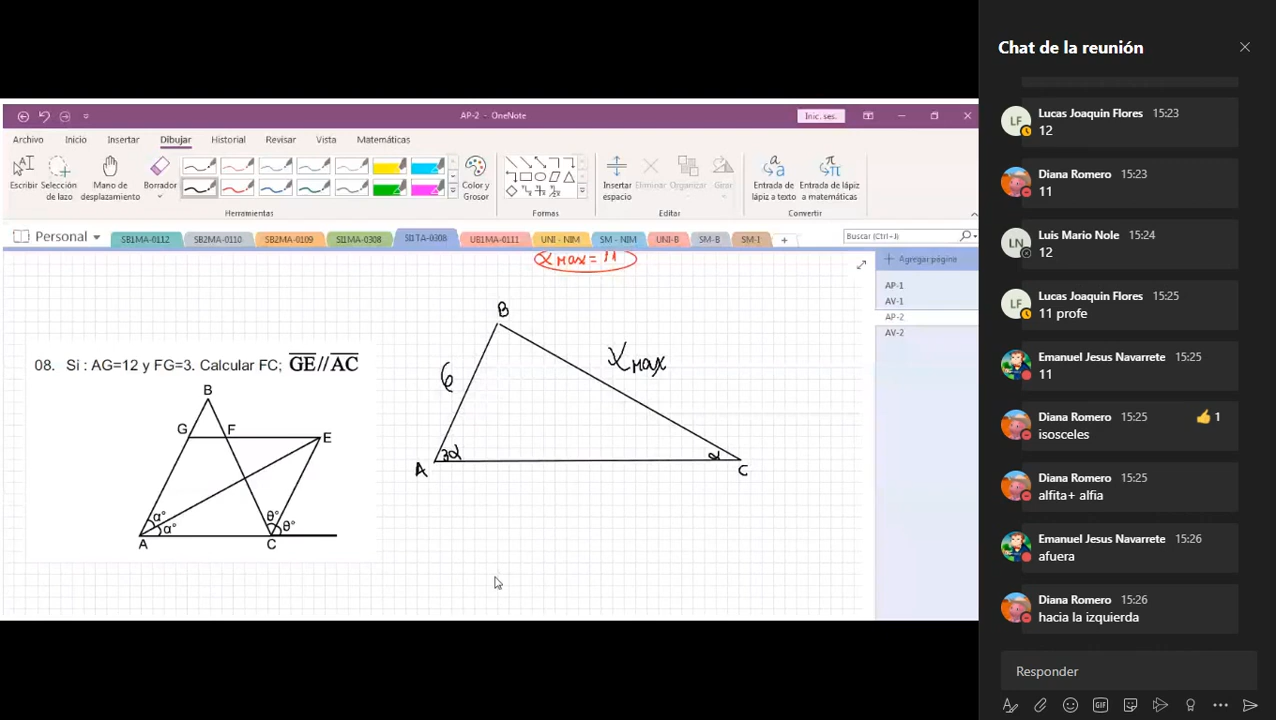 Chat de la reunión
AP-2 - OneNote
Inic. ses.
Archivo Inicio Insertar Dibujar Historial Revisar Vista Matemáticas
Escribir
Selección de lazo
Mano de desplazamiento
Borrador
Color y Grosor
Insertar espacio
Eliminar
Organizar
Girar
Entrada de lápiz a texto
Entrada de lápiz a matemáticas
Herramientas Formas Editar Convertir
Personal
SB1MA-0112 SB2MA-0110 SB2MA-0109 SI1MA-0308 SI1TA-0308 UB1MA-0111 UNI - NIM SM - NIM UNI-B SM-B SM-I
Buscar (Ctrl+I)
Agregar página
AP-1
AV-1
AP-2
AV-2
X MAX = 11
08. Si : AG=12 y FG=3. Calcular FC; GE//AC
B
G F E
α° α° θ° θ°
A C
B
6
X MAX
α
A C
LF
Lucas Joaquin Flores 15:23
12
Diana Romero 15:23
11
LN
Luis Mario Nole 15:24
12
LF
Lucas Joaquin Flores 15:25
11 profe
Emanuel Jesus Navarrete 15:25
11
Diana Romero 15:25
👍 1
isosceles
Diana Romero 15:25
alfita+ alfia
Emanuel Jesus Navarrete 15:26
afuera
Diana Romero 15:26
hacia la izquierda
Responder
GIF